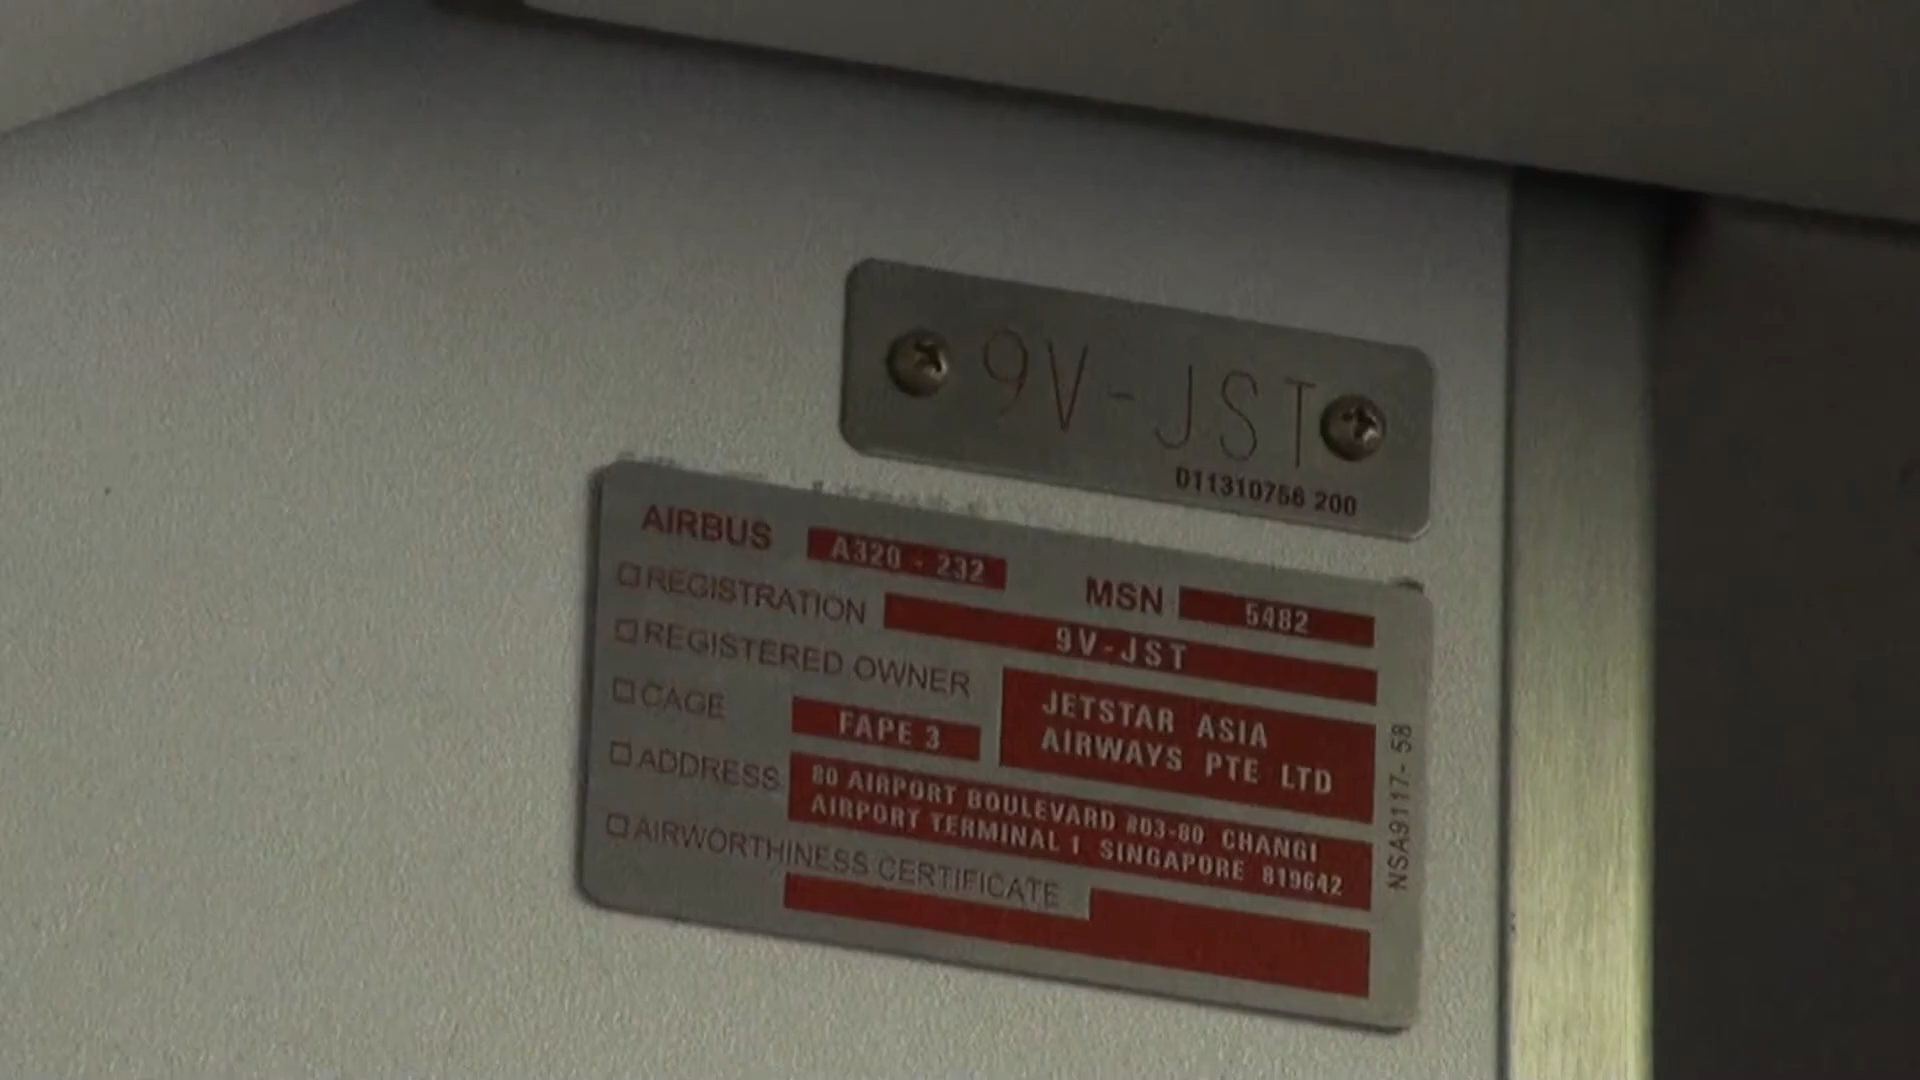 9V-JST
D11310756 200
AIRBUS A320 - 232 MSN 5482
REGISTRATION 9V-JST
REGISTERED OWNER JETSTAR ASIA
AIRWAYS PTE LTD
CAGE FAPE 3
ADDRESS 80 AIRPORT BOULEVARD #03-80 CHANGI
AIRPORT TERMINAL 1 SINGAPORE 819642
AIRWORTHINESS CERTIFICATE
NSA9117-58